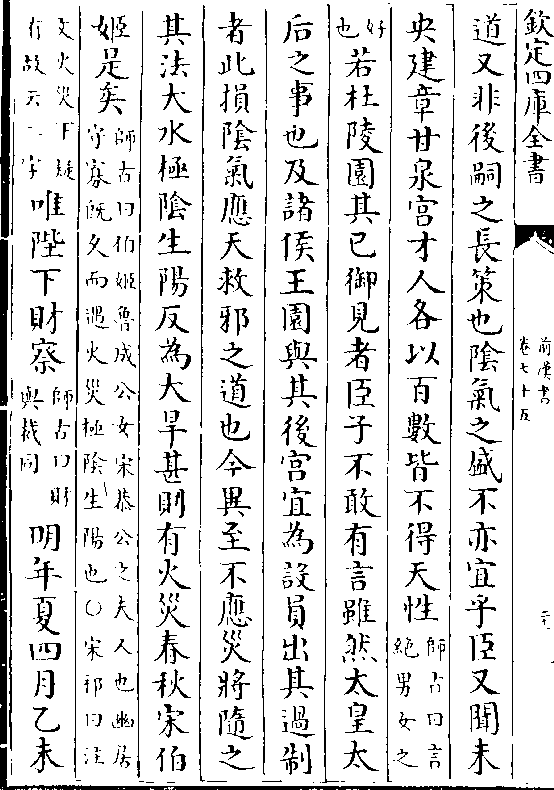 欽定四庫全書
前漢書
卷七十五
道又非後嗣之長策也陰氣之盛不亦宜乎臣又聞未
央建章甘泉宮才人各以百數皆不得天性師古曰言絕男女之
好也若杜陵園其已御見者臣子不敢有言雖然太皇太
后之事也及諸侯王園與其後宮宜為設員出其過制
者此損陰氣應天救邪之道也今異至不應災將隨之
其法大水極陰生陽反為大旱甚則有火災春秋宋伯
姬是矣師古曰伯姬魯成公女宋恭公之夫人也幽居守寡既久而遇火災極陰生陽也○宋祁曰注
文火災下疑有故天一字唯陛下財察師古曰財與裁同明年夏四月乙未